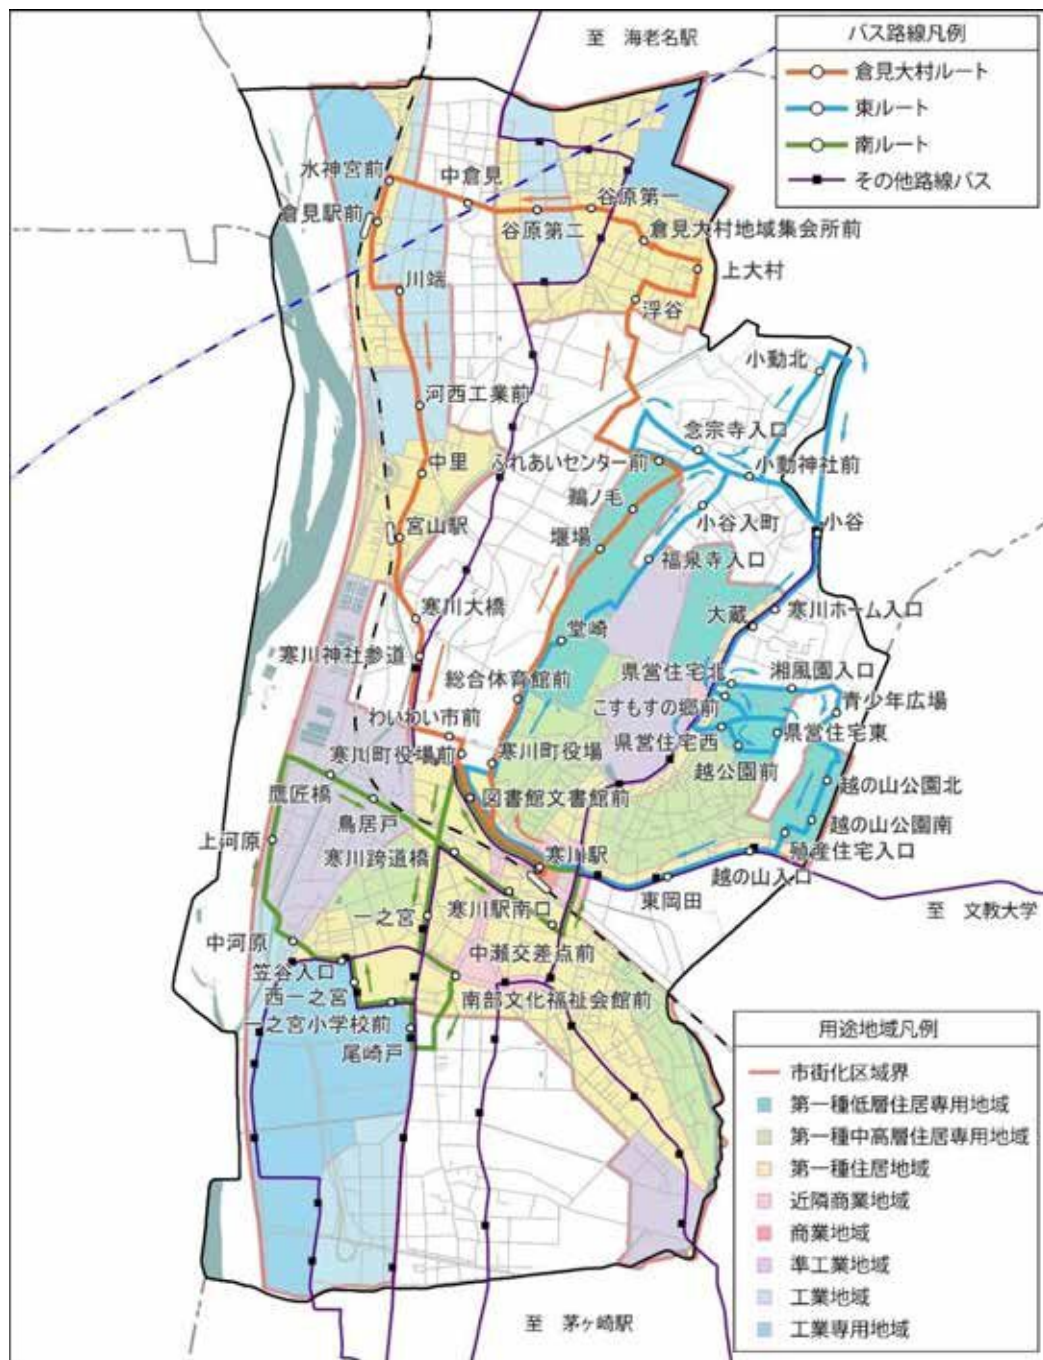 至 海老名駅
バス路線凡例
倉見大村ルート
東ルート
南ルート
その他路線バス
水神宮前
中倉見
谷原第一
倉見駅前
谷原第二
倉見大村地域集会所前
上大村
川端
浮谷
小動北
河西工業前
念宗寺入口
中里
ふれあいセンター前
小動神社前
鵜ノ毛
小谷入町
小谷
宮山駅
堰場
福泉寺入口
寒川大橋
大蔵
寒川ホーム入口
堂崎
寒川神社参道
総合体育館前
県営住宅北
湘風園入口
こすもすの郷前
青少年広場
わいわい市前
県営住宅西
県営住宅東
寒川町役場前
寒川町役場
越公園前
鷹匠橋
図書館文書館前
越の山公園北
鳥居戸
越の山公園南
上河原
寒川跨道橋
寒川駅
殖産住宅入口
越の山入口
東岡田
一之宮
寒川駅南口
至 文教大学
中河原
中瀬交差点前
笠谷入口
西一之宮
南部文化福祉会館前
一之宮小学校前
尾崎戸
用途地域凡例
市街化区域界
第一種低層住居専用地域
第一種中高層住居専用地域
第一種住居地域
近隣商業地域
商業地域
準工業地域
工業地域
工業専用地域
至 茅ヶ崎駅